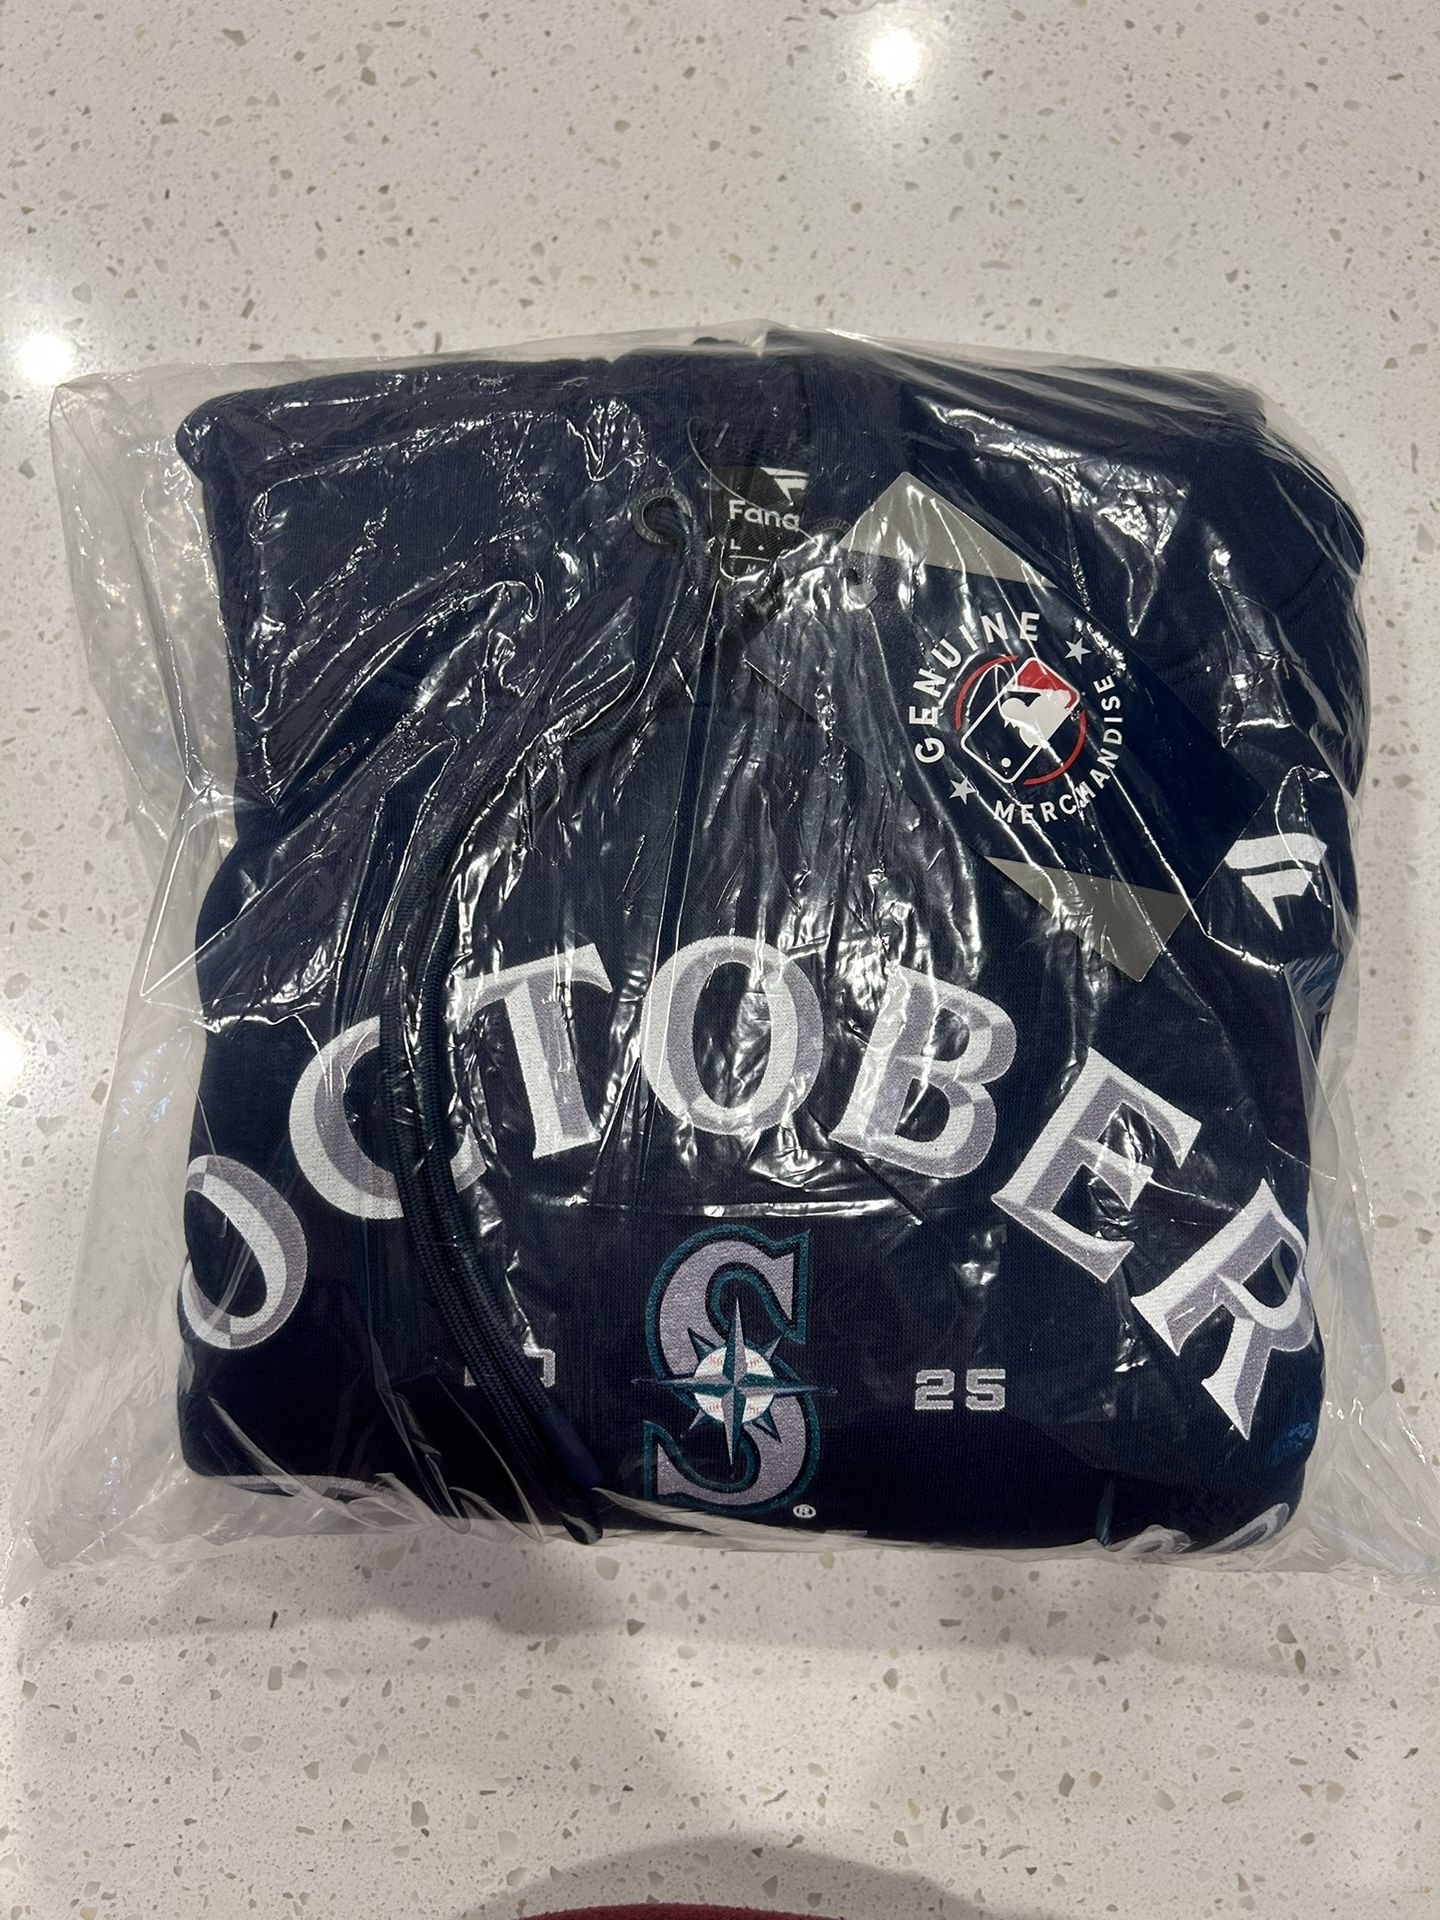 Fana
L
GENUINE
MERCHANDISE
OCTOBER
S
25
®